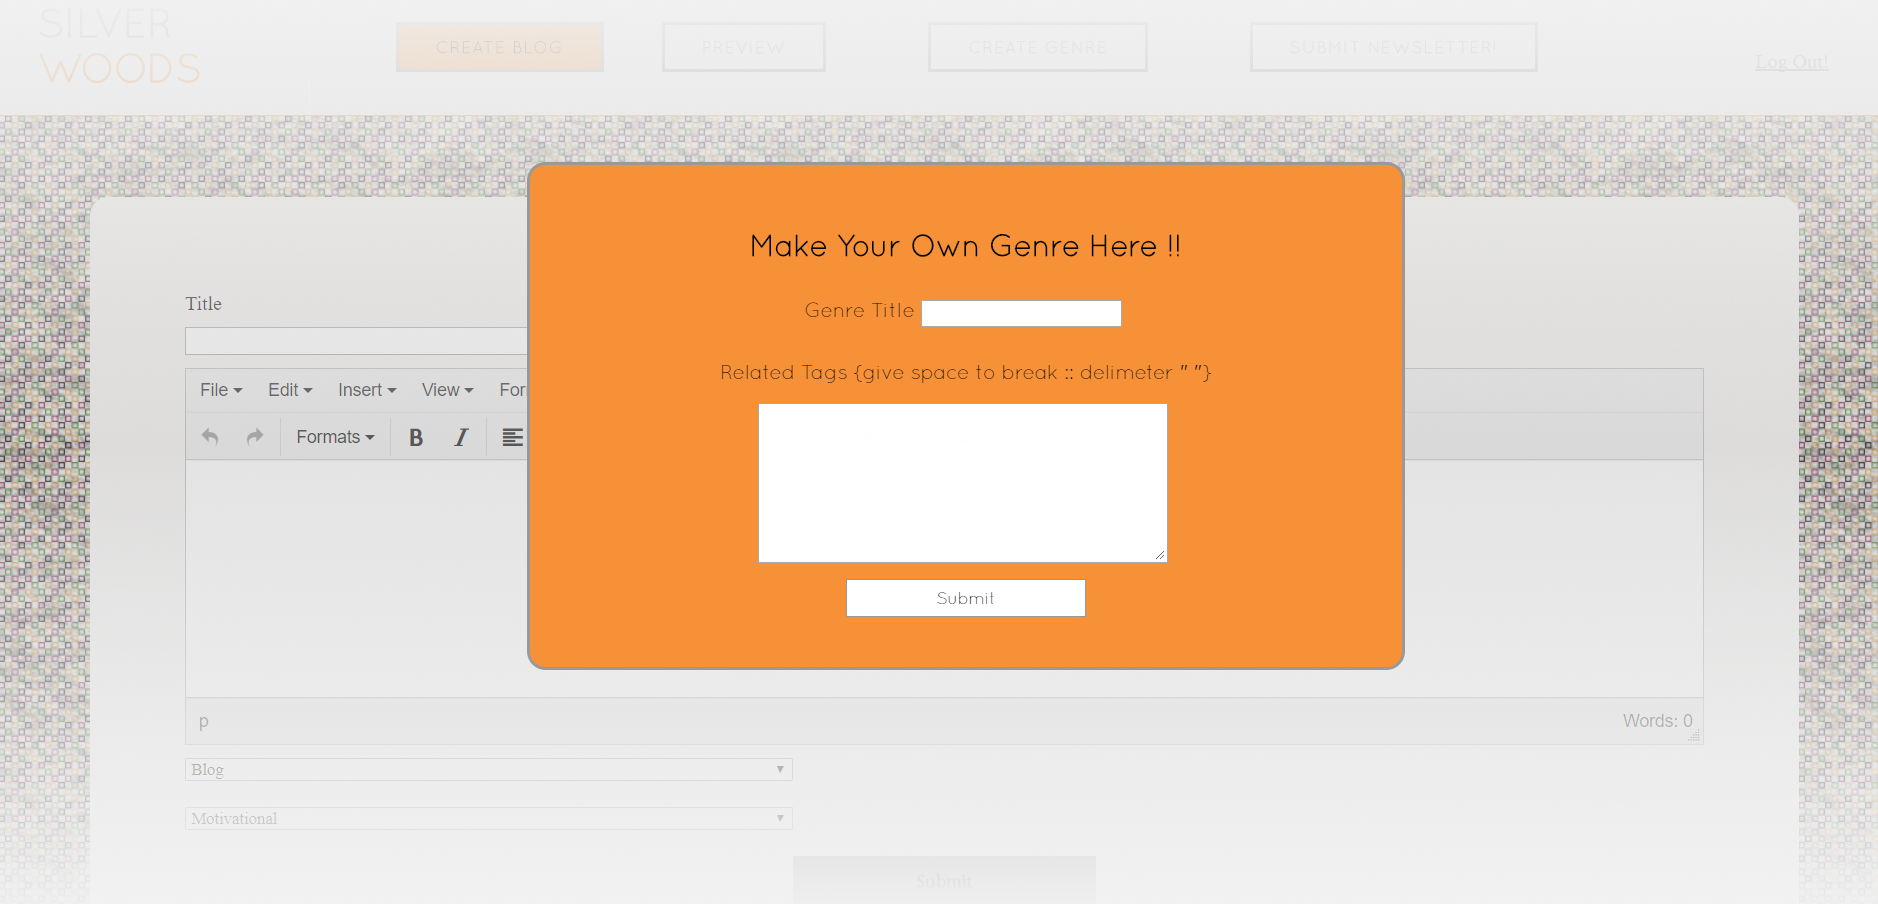 SILVER
WOODS
CREATE BLOG
PREVIEW
CREATE GENRE
SUBMIT NEWSLETTER!
Log Out!
Make Your Own Genre Here !!
Genre Title
Related Tags {give space to break :: delimeter " "}
Submit
Title
File Edit Insert View For
Formats B I
p Words: 0
Blog
Motivational
Submit